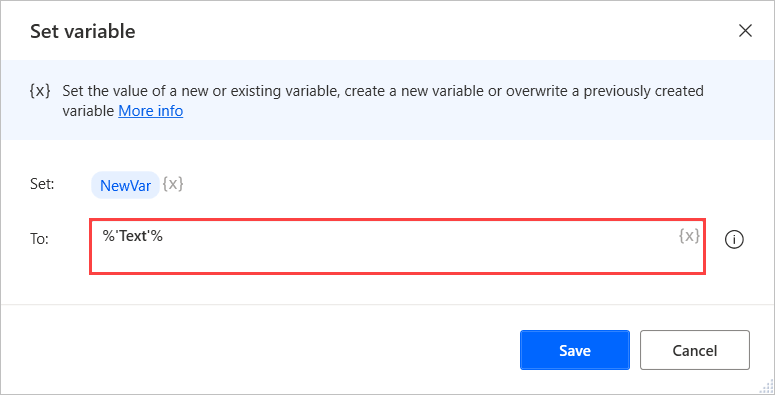 Set variable
{x} Set the value of a new or existing variable, create a new variable or overwrite a previously created
variable More info
Set: NewVar {x}
To: %'Text'% {x}
Save Cancel